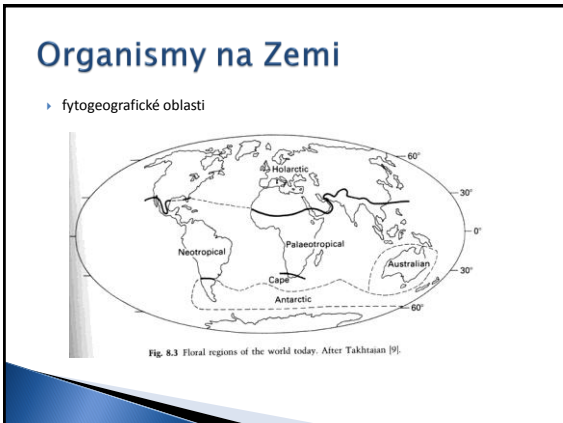 Organismy na Zemi
fytogeografické oblasti
60°
Holarctic
30°
0°
Neotropical
Palaeotropical
Australian
30°
Cape
Antarctic
60°
Fig. 8.3 Floral regions of the world today. After Takhtajan [9].